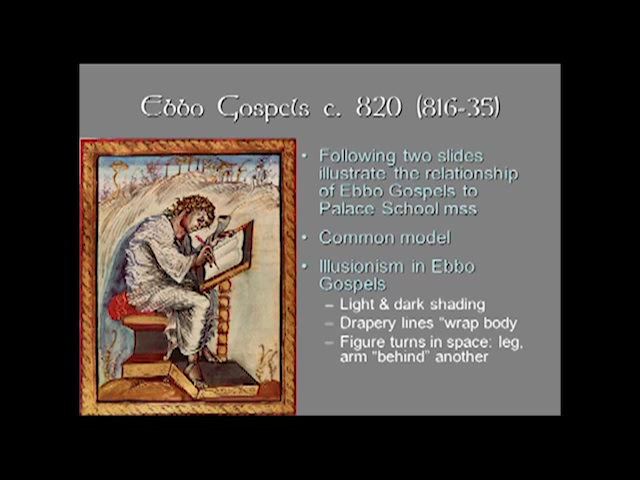 Ebbo Gospels c. 820 (816-35)
• Following two slides
illustrate the relationship
of Ebbo Gospels to
Palace School mss
• Common model
• Illusionism in Ebbo
Gospels
– Light & dark shading
– Drapery lines "wrap body
– Figure turns in space: leg,
arm "behind" another